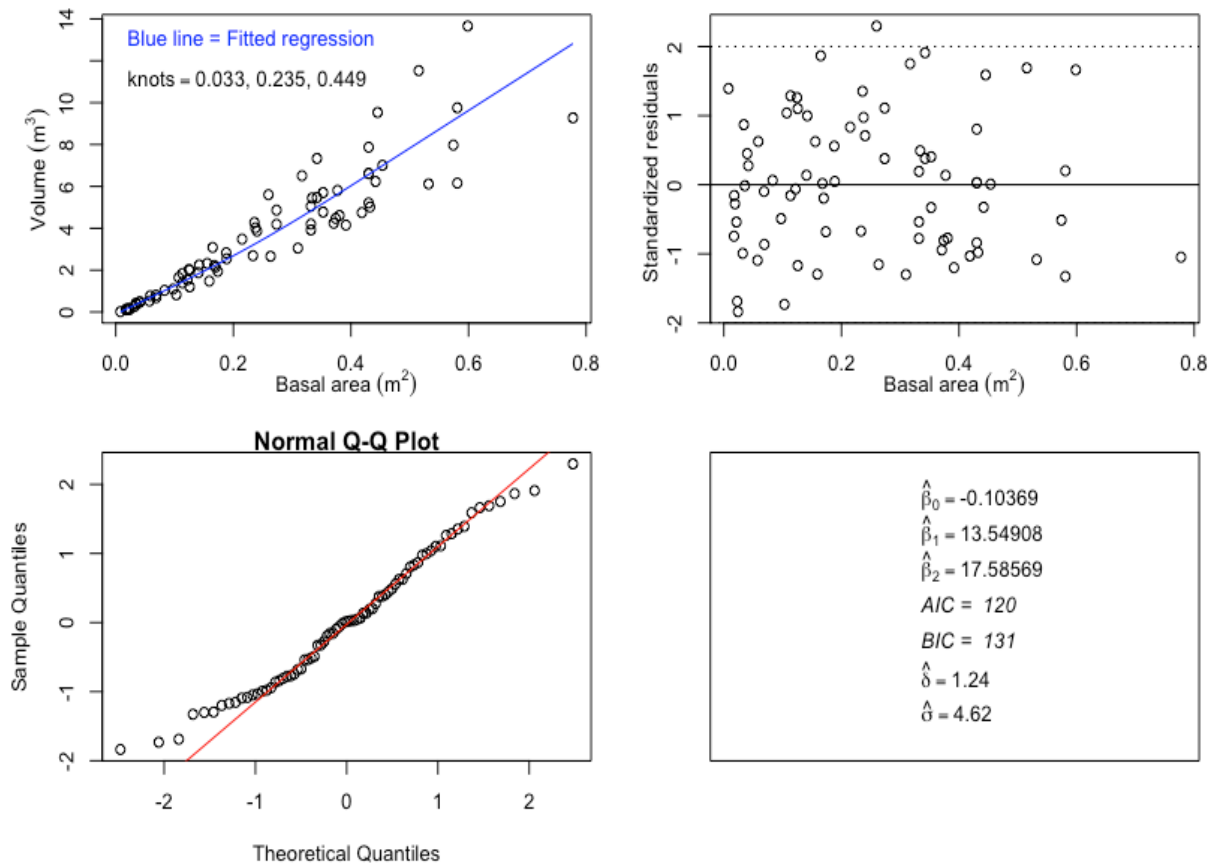 Blue line = Fitted regression
knots = 0.033, 0.235, 0.449
Volume (m³)
14
12
10
8
6
4
2
0
0.0 0.2 0.4 0.6 0.8
Basal area (m²)
Standardized residuals
2
1
0
-1
-2
0.0 0.2 0.4 0.6 0.8
Basal area (m²)
Normal Q-Q Plot
Sample Quantiles
2
1
0
-1
-2
-2 -1 0 1 2
Theoretical Quantiles
β̂₀ = -0.10369
β̂₁ = 13.54908
β̂₂ = 17.58569
AIC = 120
BIC = 131
δ̂ = 1.24
σ̂ = 4.62